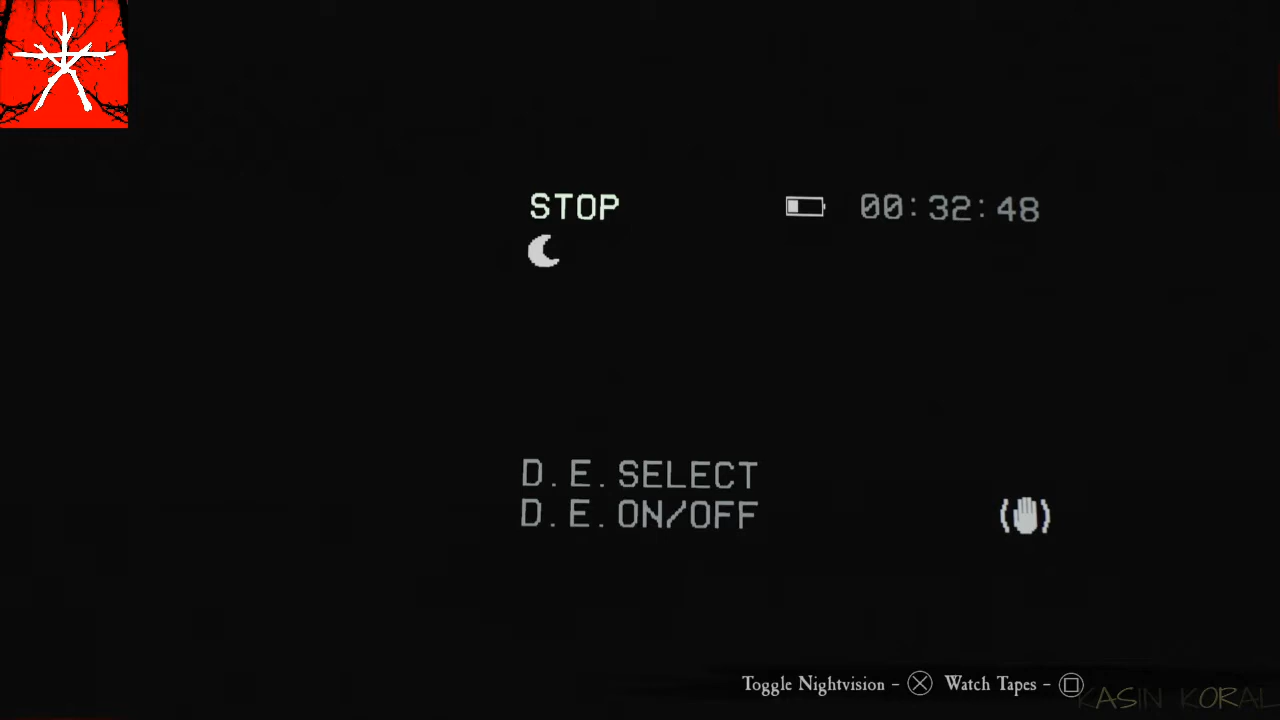 STOP
00:32:48
D.E.SELECT
D.E.ON/OFF
Toggle Nightvision - Watch Tapes -
KASIN KORAL